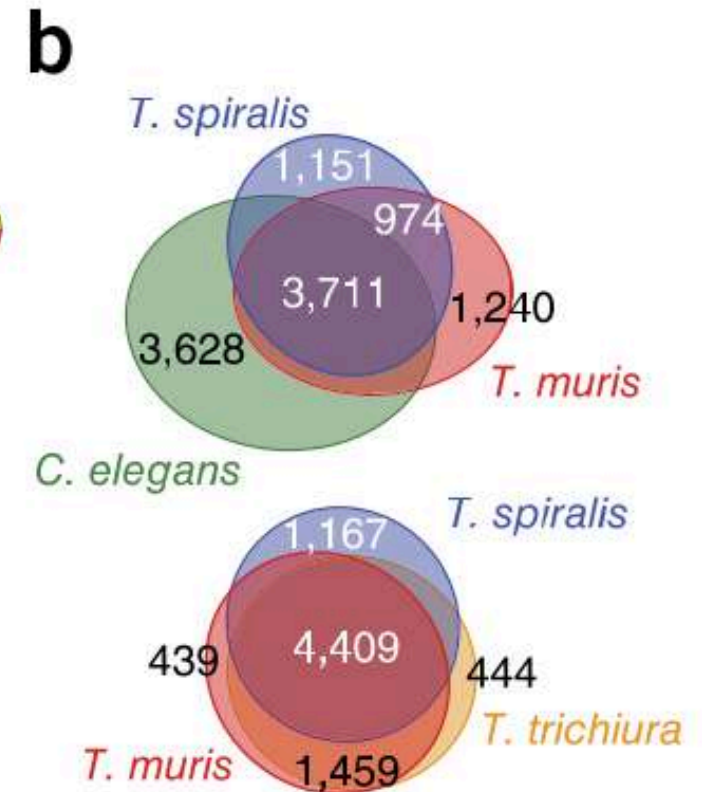 b
T. spiralis
1,151
974
3,711
1,240
3,628
T. muris
C. elegans
T. spiralis
1,167
4,409
439
444
T. trichiura
T. muris
1,459